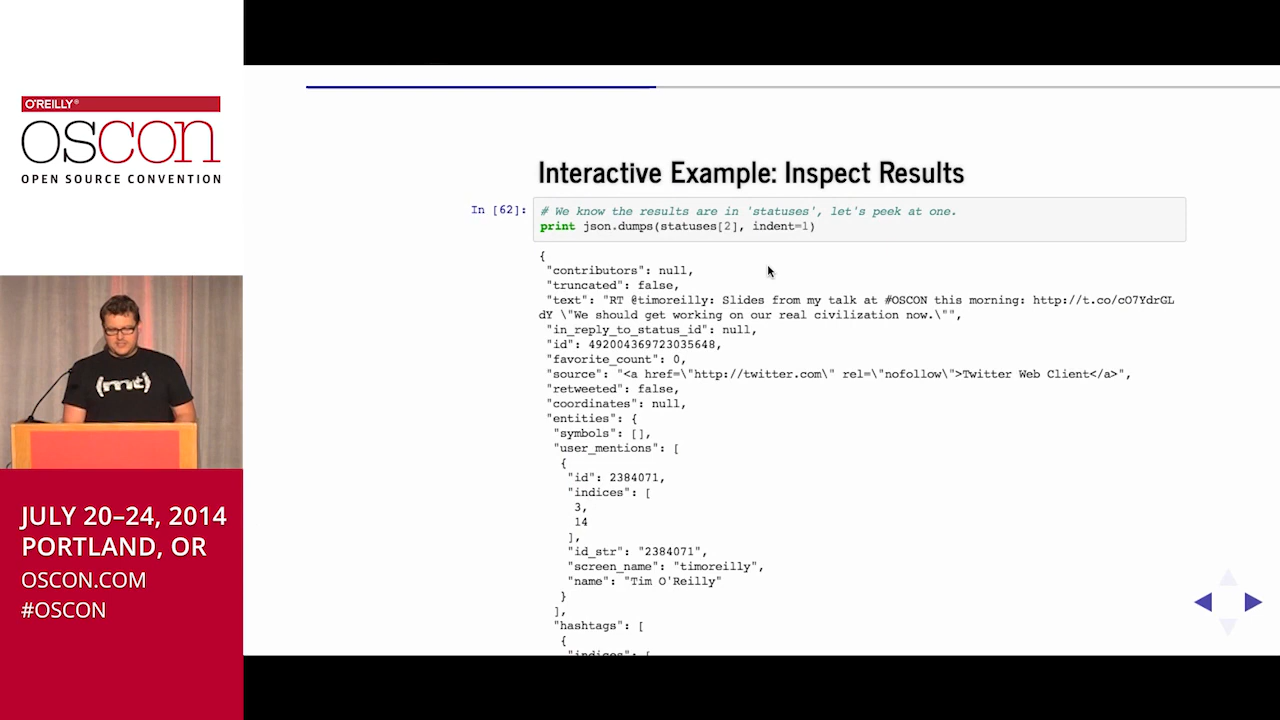 O'REILLY®
OSCON
OPEN SOURCE CONVENTION
(mt)
JULY 20–24, 2014
PORTLAND, OR
OSCON.COM
#OSCON
Interactive Example: Inspect Results
In [62]:
# We know the results are in 'statuses', let's peek at one.
print json.dumps(statuses[2], indent=1)
{
"contributors": null,
"truncated": false,
"text": "RT @timoreilly: Slides from my talk at #OSCON this morning: http://t.co/cO7YdrGL
dY \"We should get working on our real civilization now.\"",
"in_reply_to_status_id": null,
"id": 492004369723035648,
"favorite_count": 0,
"source": "<a href=\"http://twitter.com\" rel=\"nofollow\">Twitter Web Client</a>",
"retweeted": false,
"coordinates": null,
"entities": {
"symbols": [],
"user_mentions": [
{
"id": 2384071,
"indices": [
3,
14
],
"id_str": "2384071",
"screen_name": "timoreilly",
"name": "Tim O'Reilly"
}
],
"hashtags": [
{
"indices": [